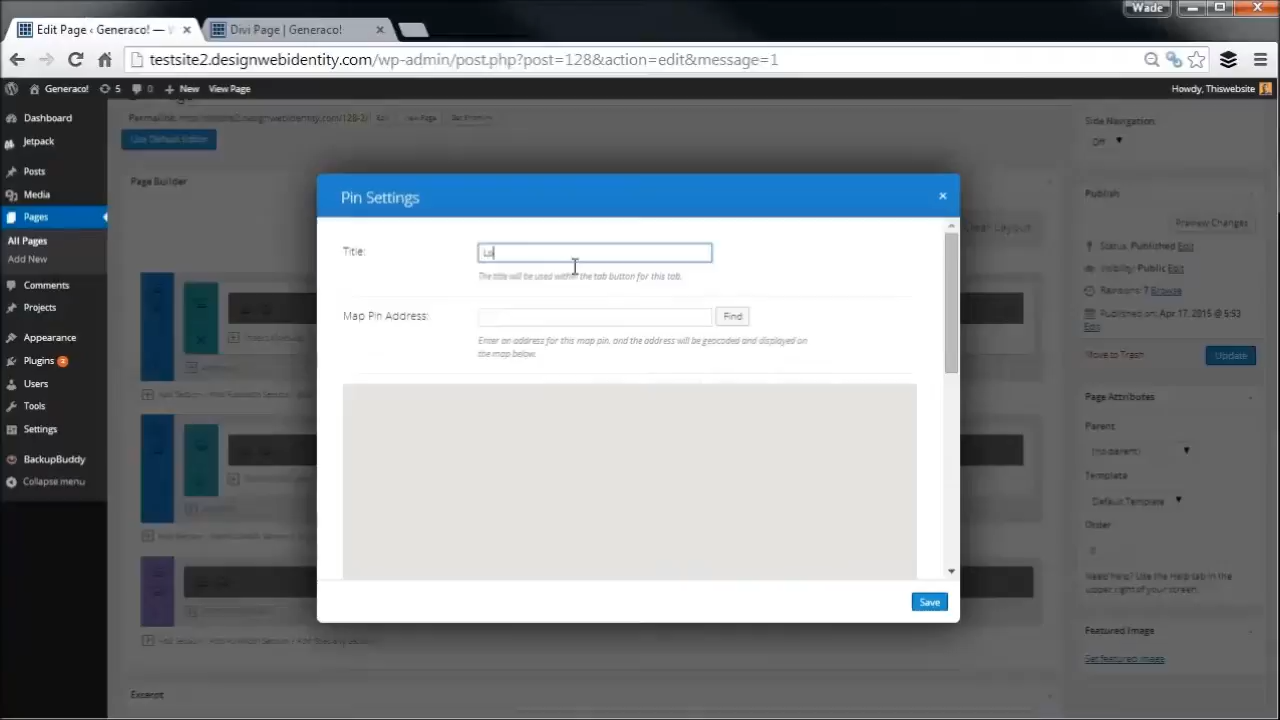 Wade
Edit Page ‹ Generaco! — V
Divi Page | Generaco!
testsite2.designwebidentity.com/wp-admin/post.php?post=128&action=edit&message=1
Generaco! 5 0 New View Page
Howdy, Thiswebsite
Dashboard
Jetpack
Posts
Media
Pages
All Pages
Add New
Comments
Projects
Appearance
Plugins
Users
Tools
Settings
BackupBuddy
Collapse menu
Use Default Editor
Page Builder
Clear Layout
Pin Settings
Title:
The title will be used within the tab button for this tab.
Map Pin Address:
Find
Enter an address for this map pin, and the address will be geocoded and displayed on
the map below.
Save
Excerpt
Side Navigation:
Off
Publish
Preview Changes
Status: Published Edit
Visibility: Public Edit
Revisions: 7 Browse
Published on: Apr 17, 2015 @ 5:53
Edit
Move to Trash
Update
Page Attributes
Parent
(no parent)
Template
Default Template
Order
0
Need help? Use the Help tab in the
upper right of your screen.
Featured Image
Set featured image